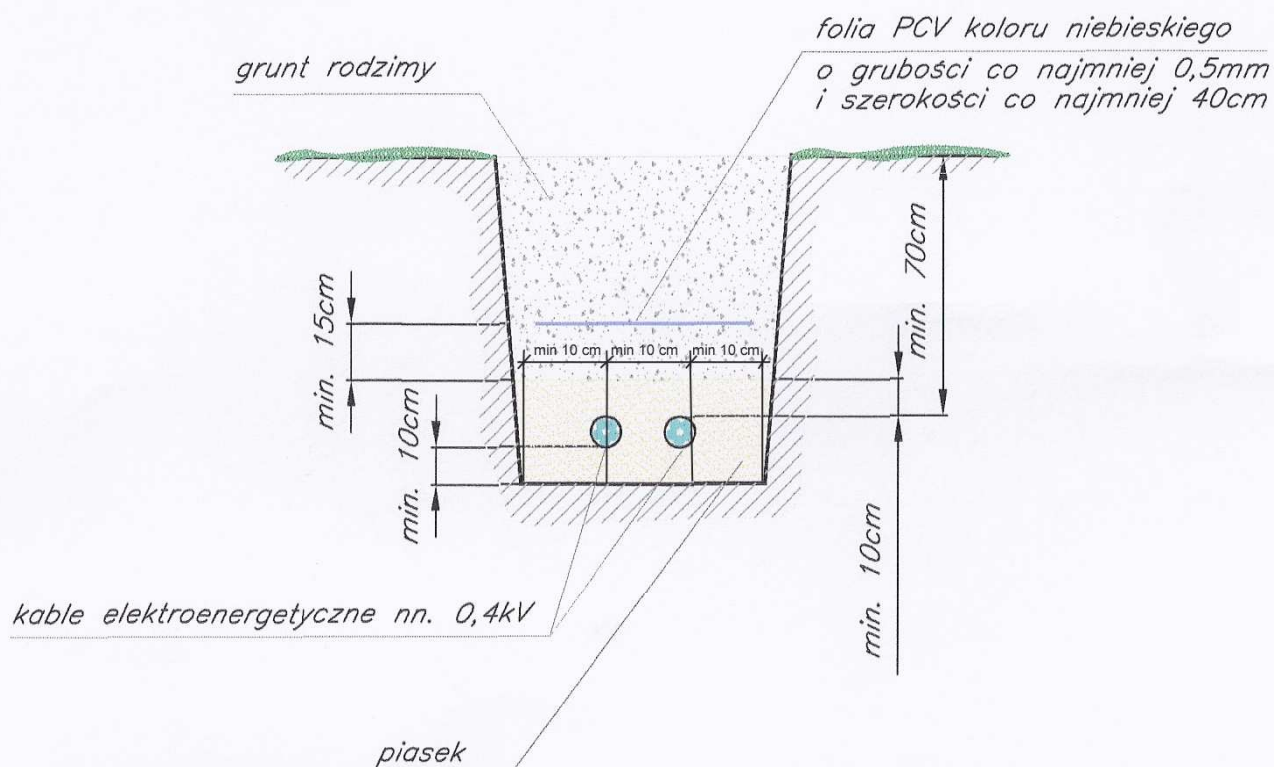 folia PCV koloru niebieskiego
o grubości co najmniej 0,5mm
i szerokości co najmniej 40cm
grunt rodzimy
min. 70cm
min. 15cm
min 10 cm
min 10 cm
min 10 cm
min. 10cm
min. 10cm
kable elektroenergetyczne nn. 0,4kV
piasek